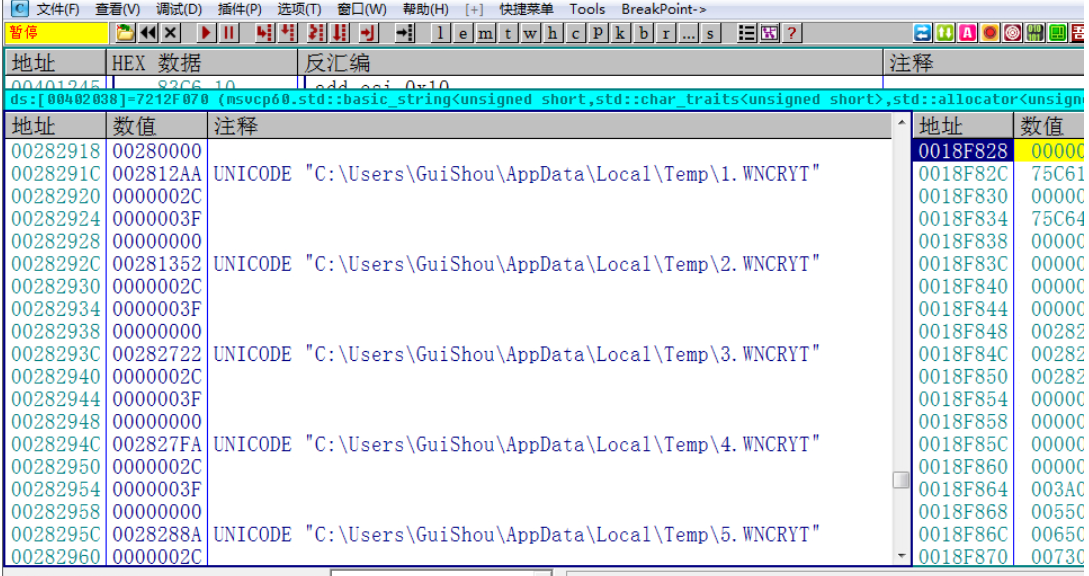 C 文件(F) 查看(V) 调试(D) 插件(P) 选项(T) 窗口(W) 帮助(H) [+] 快捷菜单 Tools BreakPoint->
暂停 l e m t w h c P k b r ... s ?
地址 HEX 数据 反汇编 注释
00401245 83C6 10 add esi,0x10
ds:[00402038]=7212F070 (msvcp60.std::basic_string<unsigned short,std::char_traits<unsigned short>,std::allocator<unsigne
地址 数值 注释 地址 数值
00282918 00280000 0018F828 00000
0028291C 002812AA UNICODE "C:\Users\GuiShou\AppData\Local\Temp\1.WNCRYT" 0018F82C 75C61
00282920 0000002C 0018F830 00000
00282924 0000003F 0018F834 75C64
00282928 00000000 0018F838 00000
0028292C 00281352 UNICODE "C:\Users\GuiShou\AppData\Local\Temp\2.WNCRYT" 0018F83C 00000
00282930 0000002C 0018F840 00000
00282934 0000003F 0018F844 00000
00282938 00000000 0018F848 00282
0028293C 00282722 UNICODE "C:\Users\GuiShou\AppData\Local\Temp\3.WNCRYT" 0018F84C 00282
00282940 0000002C 0018F850 00282
00282944 0000003F 0018F854 00000
00282948 00000000 0018F858 00000
0028294C 002827FA UNICODE "C:\Users\GuiShou\AppData\Local\Temp\4.WNCRYT" 0018F85C 00000
00282950 0000002C 0018F860 00000
00282954 0000003F 0018F864 003A0
00282958 00000000 0018F868 00550
0028295C 0028288A UNICODE "C:\Users\GuiShou\AppData\Local\Temp\5.WNCRYT" 0018F86C 00650
00282960 0000002C 0018F870 00730